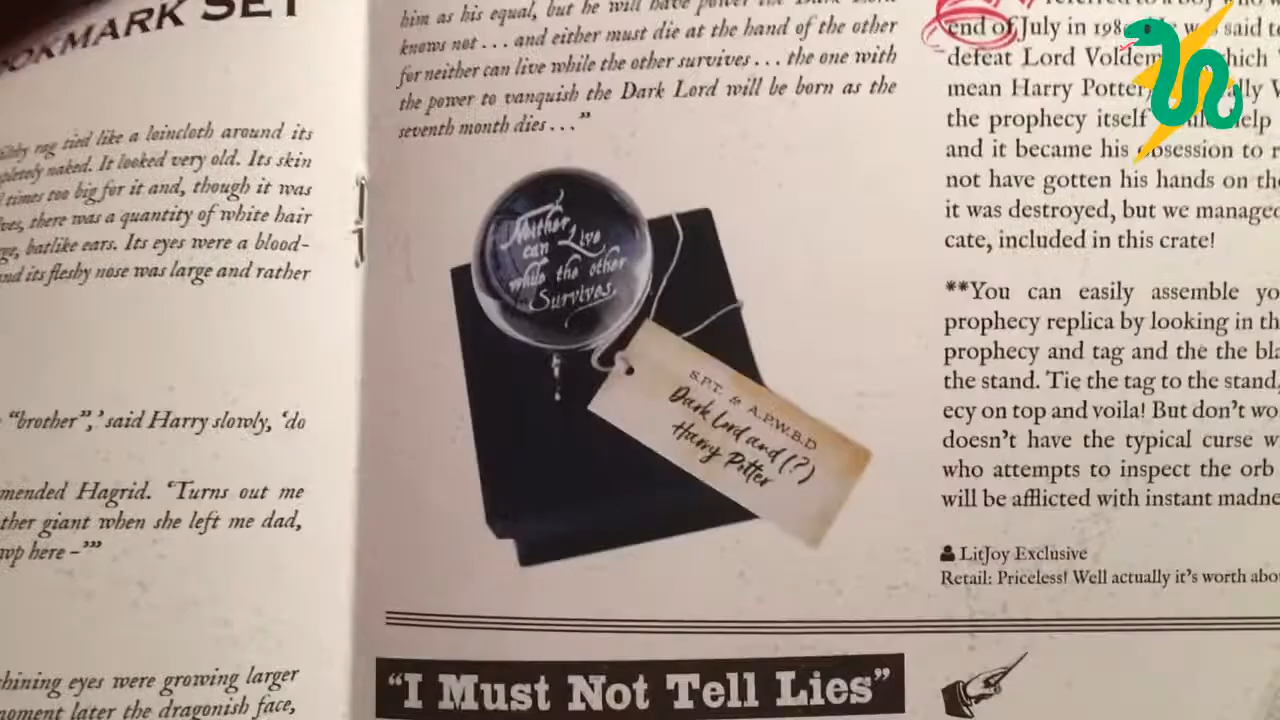 OKMARK SET
rag tied like a loincloth around its
naked. It looked very old. Its skin
times too big for it and, though it was
there was a quantity of white hair
batlike ears. Its eyes were a blood-
and its fleshy nose was large and rather
“brother”,’ said Harry slowly, ‘do
mended Hagrid. ‘Turns out me
ther giant when she left me dad,
here –’”
shining eyes were growing larger
moment later the dragonish face,
him as his equal, but he will have power the Dark Lord
knows not . . . and either must die at the hand of the other
for neither can live while the other survives . . . the one with
the power to vanquish the Dark Lord will be born as the
seventh month dies . . .”
Neither
can Live
while the other
Survives
S.P.T. to A.P.W.B.D
Dark Lord and (?)
Harry Potter
“I Must Not Tell Lies”
end of July in 198 said to
defeat Lord Voldem hich
mean Harry Potter, ally
the prophecy itself elp
and it became his obsession to r
not have gotten his hands on the
it was destroyed, but we managed
cate, included in this crate!
**You can easily assemble yo
prophecy replica by looking in th
prophecy and tag and the the bla
the stand. Tie the tag to the stand,
ecy on top and voila! But don’t wo
doesn’t have the typical curse w
who attempts to inspect the orb
will be afflicted with instant madne
LitJoy Exclusive
Retail: Priceless! Well actually it’s worth abo